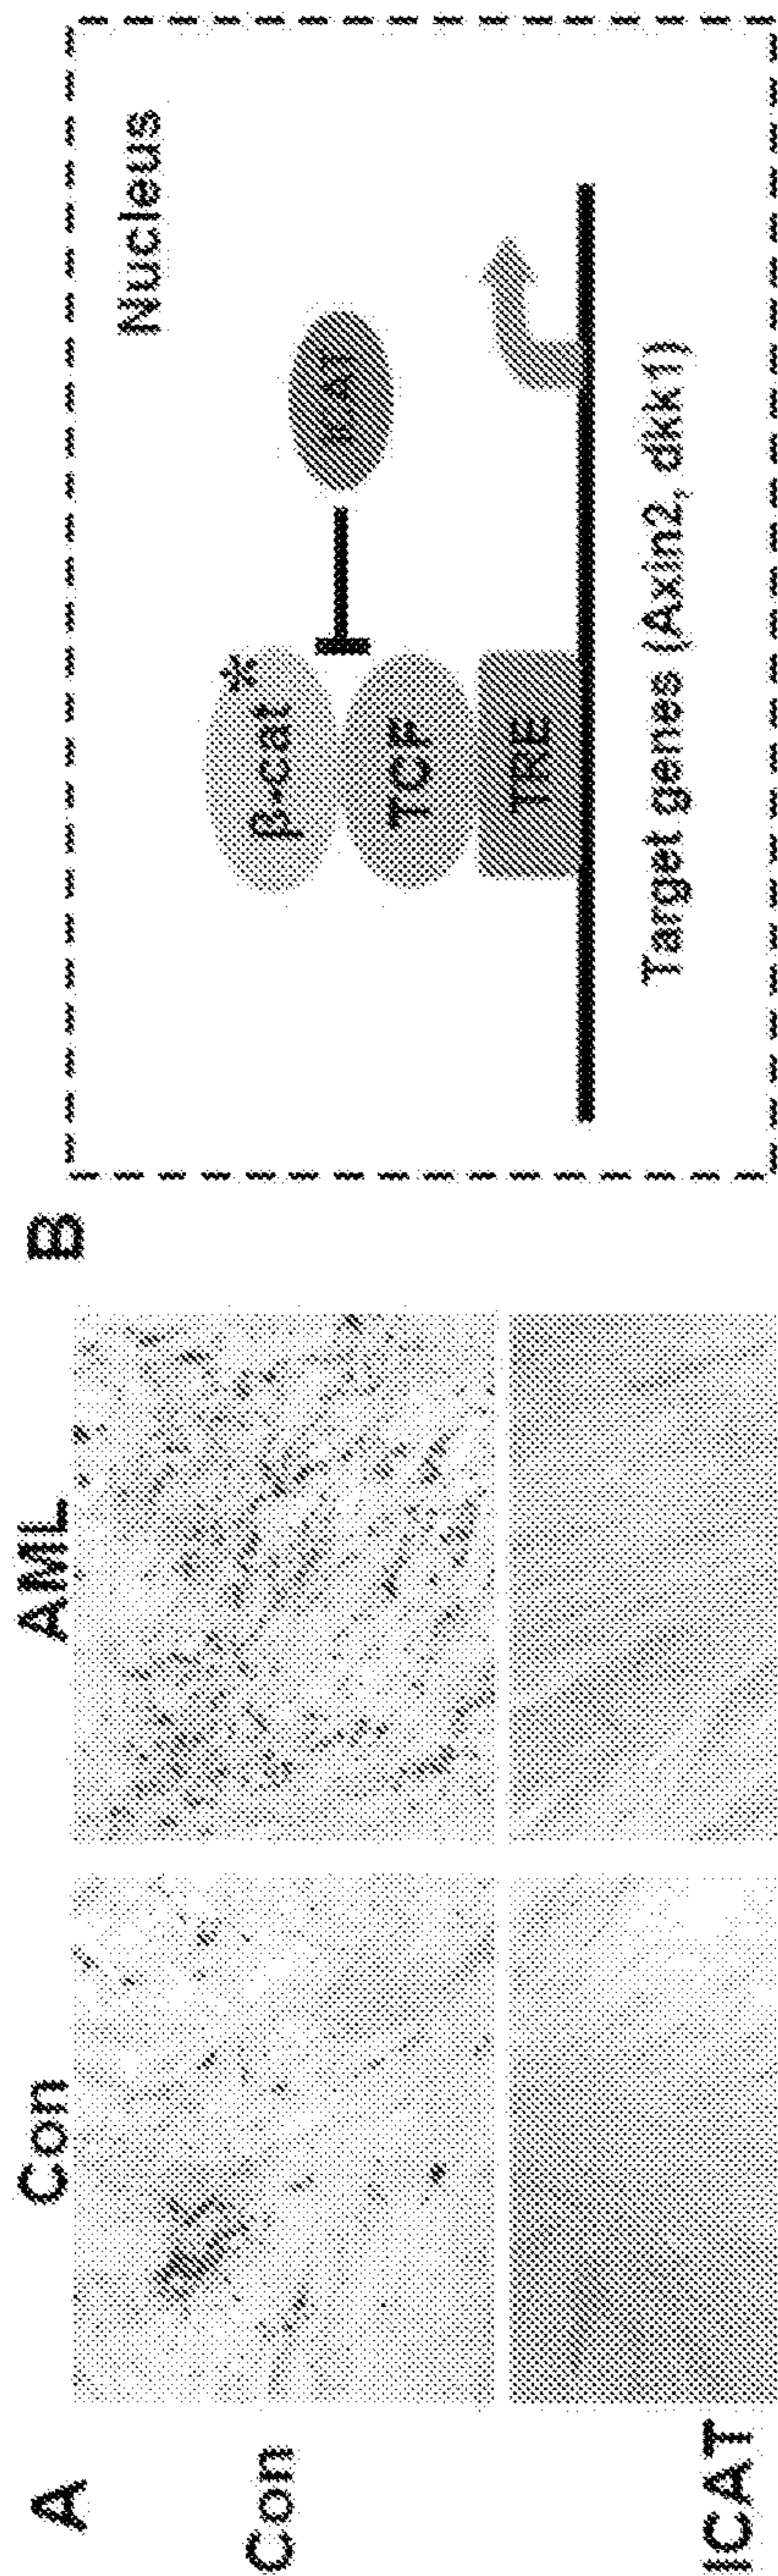 A
Con
AML
Con
ICAT
B
Nucleus
β-cat*
TCF
TRE
Target genes (Axin2, dkk1)